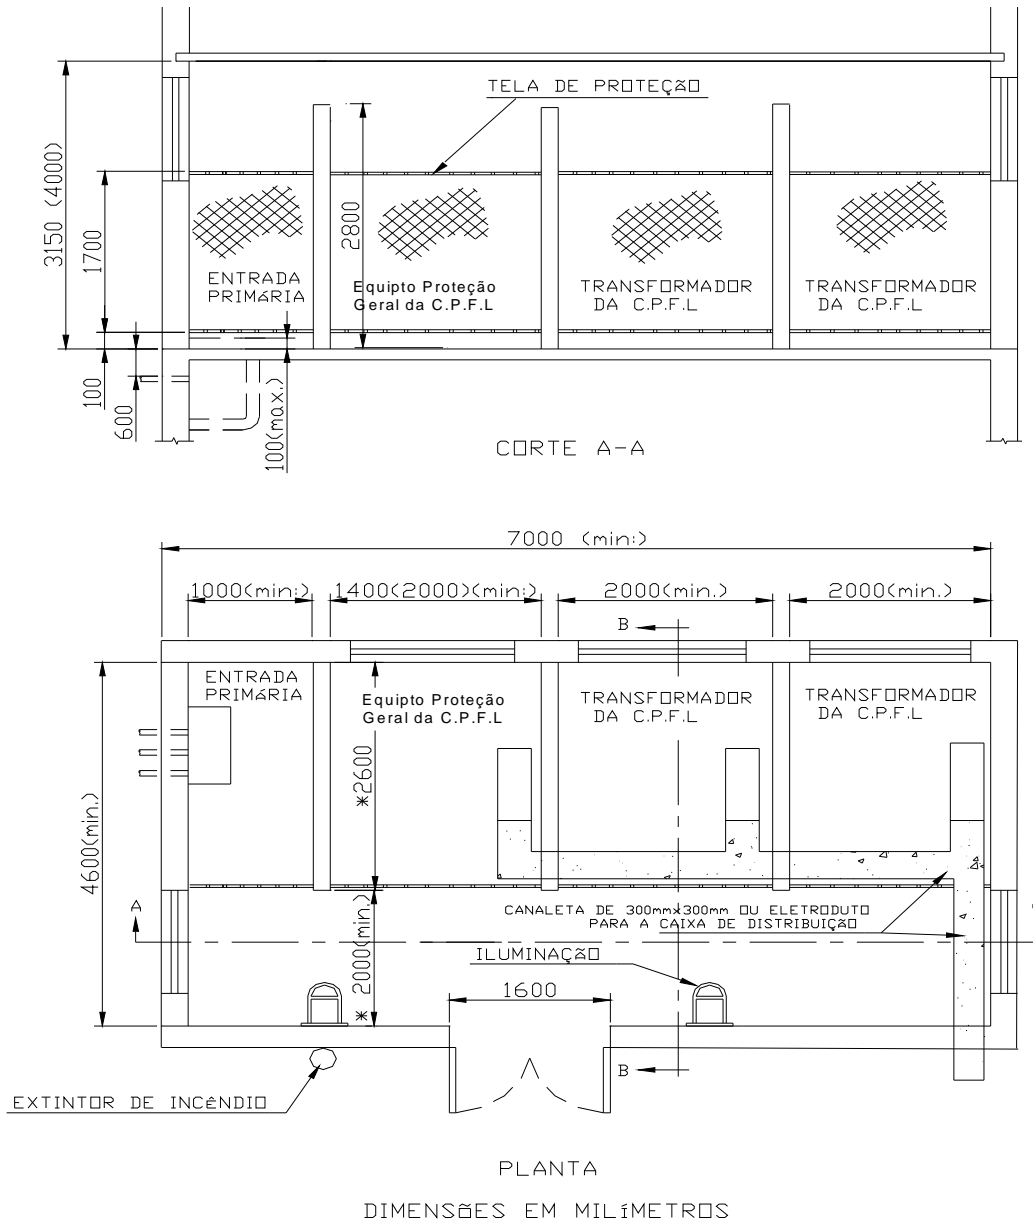 TELA DE PROTEÇÃO
3150 (4000)
1700
2800
ENTRADA
PRIMÁRIA
Equipto Proteção
Geral da C.P.F.L
TRANSFORMADOR
DA C.P.F.L
TRANSFORMADOR
DA C.P.F.L
100
600
100(max.)
CORTE A-A
7000 (min:)
1000(min:)
1400(2000)(min:)
2000(min.)
2000(min.)
B
ENTRADA
PRIMÁRIA
Equipto Proteção
Geral da C.P.F.L
TRANSFORMADOR
DA C.P.F.L
TRANSFORMADOR
DA C.P.F.L
*2600
4600(min.)
A
CANALETA DE 300mmx300mm OU ELETRODUTO
PARA A CAIXA DE DISTRIBUIÇÃO
* 2000(min.)
ILUMINAÇÃO
1600
B
EXTINTOR DE INCÊNDIO
PLANTA
DIMENSÕES EM MILÍMETROS